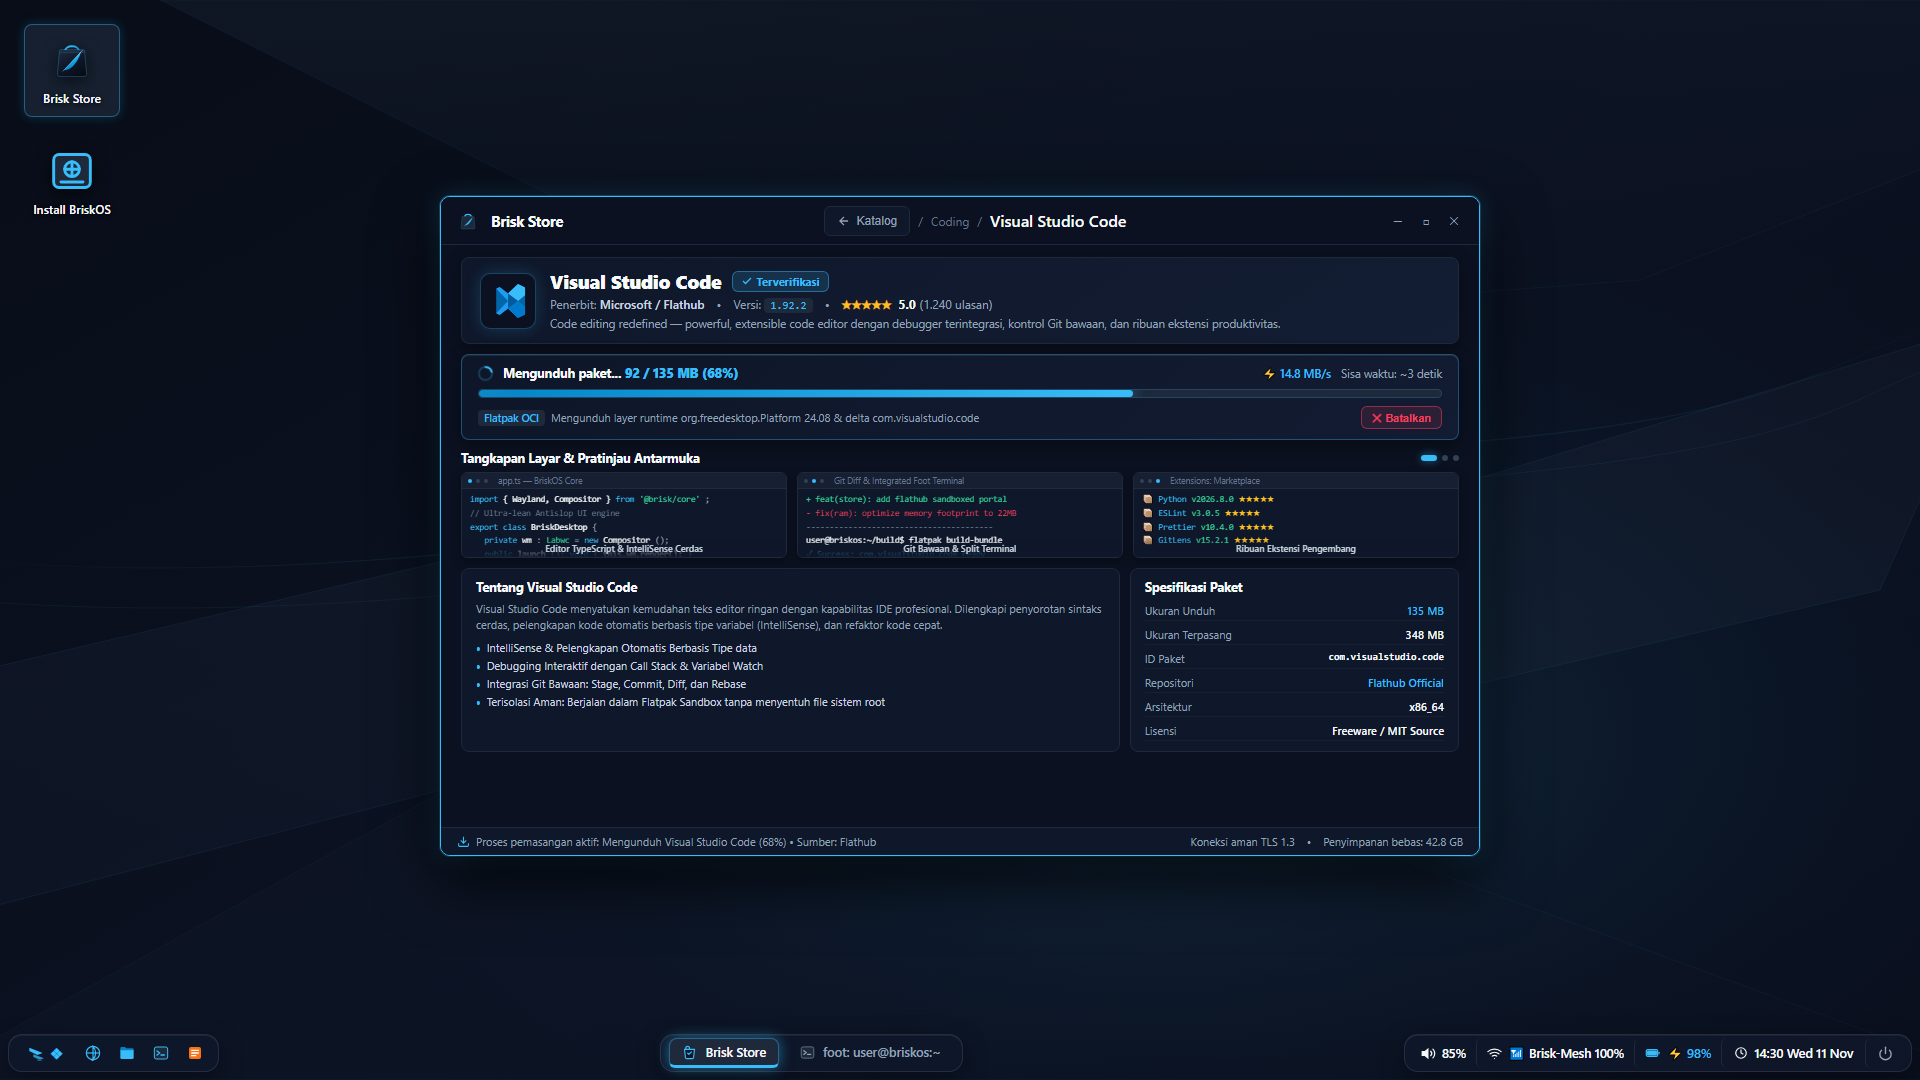 Brisk Store
Install BriskOS
Brisk Store
← Katalog / Coding / Visual Studio Code
Visual Studio Code ✓ Terverifikasi
Penerbit: Microsoft / Flathub • Versi: 1.92.2 • ★★★★★ 5.0 (1.240 ulasan)
Code editing redefined — powerful, extensible code editor dengan debugger terintegrasi, kontrol Git bawaan, dan ribuan ekstensi produktivitas.
Mengunduh paket... 92 / 135 MB (68%)
⚡ 14.8 MB/s Sisa waktu: ~3 detik
Flatpak OCI Mengunduh layer runtime org.freedesktop.Platform 24.08 & delta com.visualstudio.code
✕ Batalkan
Tangkapan Layar & Pratinjau Antarmuka
app.ts — BriskOS Core
import { Wayland, Compositor } from '@brisk/core' ;
// Ultra-lean Antislop UI engine
export class BriskDesktop {
private wm : Labwc = new Compositor ();
public launch
Editor TypeScript & IntelliSense Cerdas
Git Diff & Integrated Foot Terminal
+ feat(store): add flathub sandboxed portal
- fix(ram): optimize memory footprint to 22MB
----------------------------------------
user@briskos:~/build$ flatpak build-bundle
✓ Success: com.visual
Git Bawaan & Split Terminal
Extensions: Marketplace
Python v2026.8.0 ★★★★★
ESLint v3.0.5 ★★★★★
Prettier v10.4.0 ★★★★★
GitLens v15.2.1 ★★★★★
Ribuan Ekstensi Pengembang
Tentang Visual Studio Code
Visual Studio Code menyatukan kemudahan teks editor ringan dengan kapabilitas IDE profesional. Dilengkapi penyorotan sintaks
cerdas, pelengkapan kode otomatis berbasis tipe variabel (IntelliSense), dan refaktor kode cepat.
• IntelliSense & Pelengkapan Otomatis Berbasis Tipe data
• Debugging Interaktif dengan Call Stack & Variabel Watch
• Integrasi Git Bawaan: Stage, Commit, Diff, dan Rebase
• Terisolasi Aman: Berjalan dalam Flatpak Sandbox tanpa menyentuh file sistem root
Spesifikasi Paket
Ukuran Unduh 135 MB
Ukuran Terpasang 348 MB
ID Paket com.visualstudio.code
Repositori Flathub Official
Arsitektur x86_64
Lisensi Freeware / MIT Source
Proses pemasangan aktif: Mengunduh Visual Studio Code (68%) • Sumber: Flathub
Koneksi aman TLS 1.3 • Penyimpanan bebas: 42.8 GB
Brisk Store
foot: user@briskos:~
85%
Brisk-Mesh 100%
⚡ 98%
14:30 Wed 11 Nov